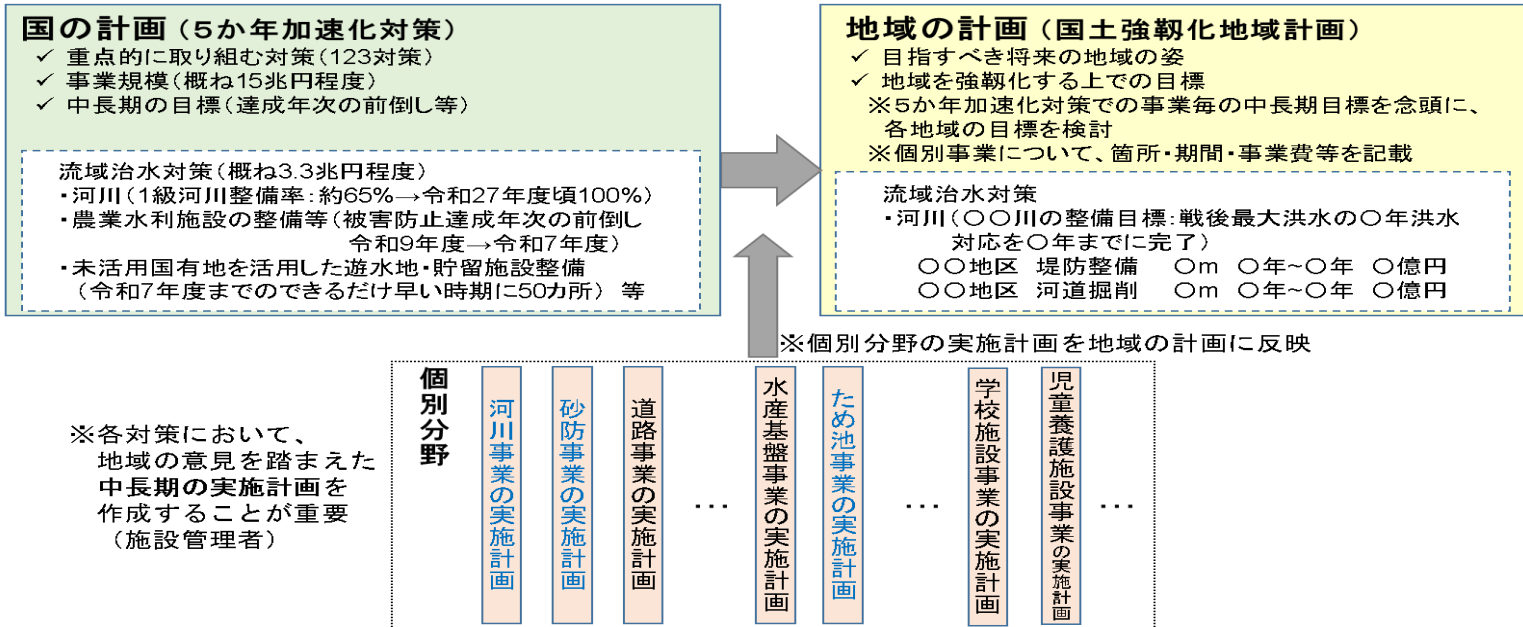 国の計画(5か年加速化対策)
✓ 重点的に取り組む対策(123対策)
✓ 事業規模(概ね15兆円程度)
✓ 中長期の目標(達成年次の前倒し等)
流域治水対策(概ね3.3兆円程度)
・河川(1級河川整備率:約65%→令和27年度頃100%)
・農業水利施設の整備等(被害防止達成年次の前倒し
令和9年度→令和7年度)
・未活用国有地を活用した遊水地・貯留施設整備
(令和7年度までのできるだけ早い時期に50カ所) 等
地域の計画(国土強靱化地域計画)
✓ 目指すべき将来の地域の姿
✓ 地域を強靱化する上での目標
※5か年加速化対策での事業毎の中長期目標を念頭に、
各地域の目標を検討
※個別事業について、箇所・期間・事業費等を記載
流域治水対策
・河川(〇〇川の整備目標:戦後最大洪水の〇年洪水
対応を〇年までに完了)
〇〇地区 堤防整備 〇m 〇年~〇年 〇億円
〇〇地区 河道掘削 〇m 〇年~〇年 〇億円
※個別分野の実施計画を地域の計画に反映
※各対策において、
地域の意見を踏まえた
中長期の実施計画を
作成することが重要
(施設管理者)
個別分野
河川事業の実施計画
砂防事業の実施計画
道路事業の実施計画
…
水産基盤事業の実施計画
ため池事業の実施計画
…
学校施設事業の実施計画
児童養護施設事業の実施計画
…